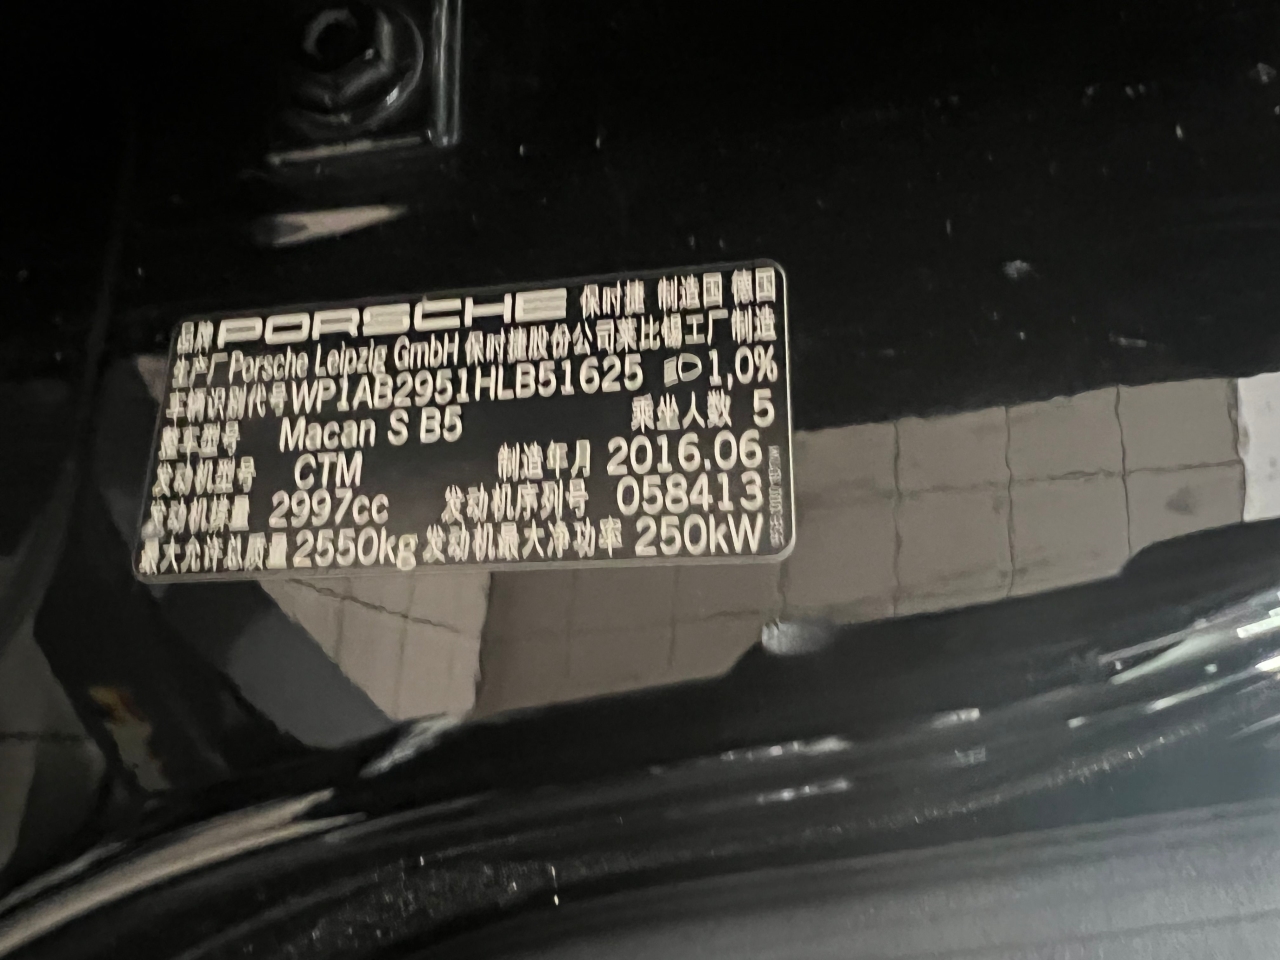 品牌 PORSCHE 保时捷 制造国 德国
生产厂 Porsche Leipzig GmbH 保时捷股份公司莱比锡工厂制造
车辆识别代号 WP1AB2951HLB51625 1,0%
整车型号 Macan S B5 乘坐人数 5
发动机型号 CTM 制造年月 2016.06
发动机排量 2997cc 发动机序列号 058413
最大允许总质量 2550kg 发动机最大净功率 250kW